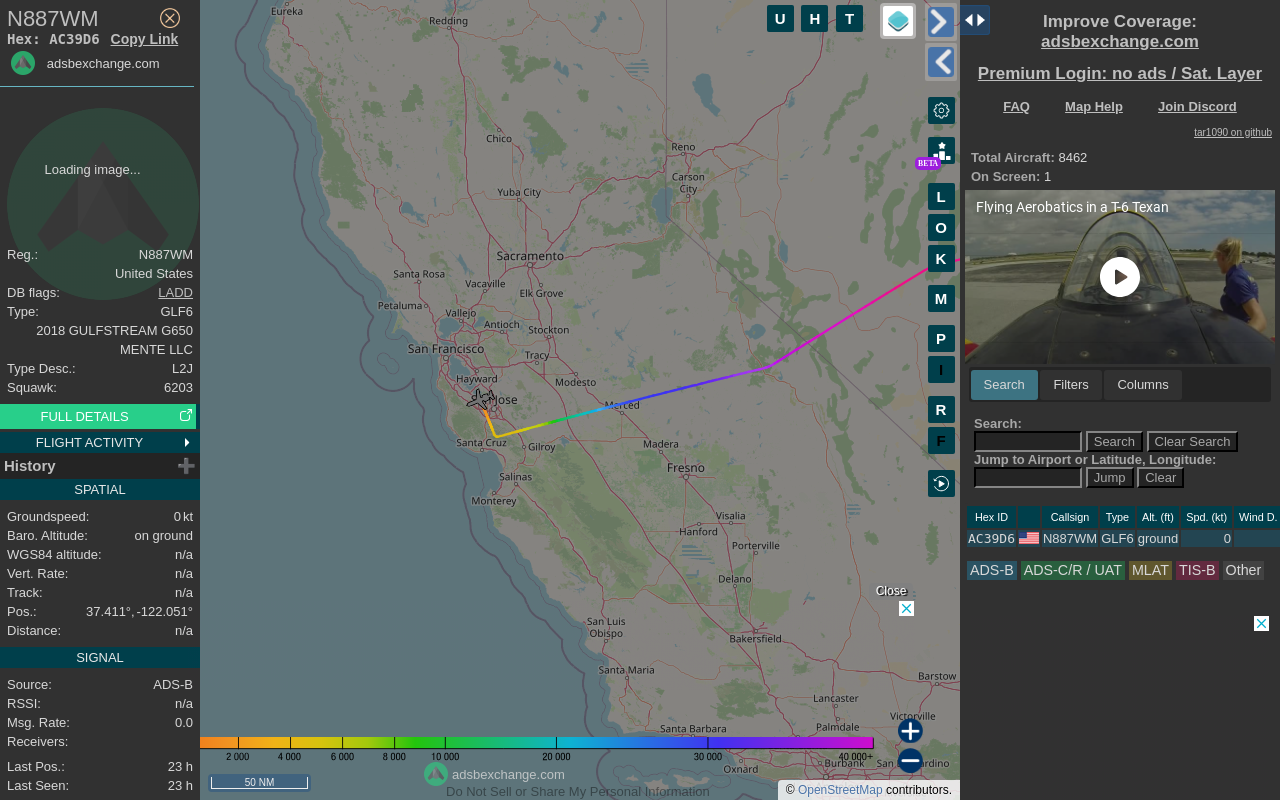 N887WM
Hex: AC39D6 Copy Link
adsbexchange.com
Loading image...
Reg.: N887WM
United States
DB flags: LADD
Type: GLF6
2018 GULFSTREAM G650
MENTE LLC
Type Desc.: L2J
Squawk: 6203
FULL DETAILS
FLIGHT ACTIVITY
History
SPATIAL
Groundspeed: 0 kt
Baro. Altitude: on ground
WGS84 altitude: n/a
Vert. Rate: n/a
Track: n/a
Pos.: 37.411°, -122.051°
Distance: n/a
SIGNAL
Source: ADS-B
RSSI: n/a
Msg. Rate: 0.0
Receivers:
Last Pos.: 23 h
Last Seen: 23 h
U H T
Eureka
Redding
Chico
Reno
Carson
City
Yuba City
Sacramento
Santa Rosa
Vacaville
Elk Grove
Petaluma
Vallejo
Antioch
Stockton
San Francisco
Tracy
Hayward
Modesto
Jose
Merced
Santa Cruz
Gilroy
Madera
Fresno
Salinas
Monterey
Visalia
Hanford
Porterville
Delano
San Luis
Obispo
Bakersfield
Santa Maria
Barstow
Lancaster
Victorville
Palmdale
Santa Barbara
Burbank
Oxnard
BETA
L
O
K
M
P
I
R
F
Close
2 000 4 000 6 000 8 000 10 000 20 000 30 000 40 000+
50 NM
adsbexchange.com
Do Not Sell or Share My Personal Information
© OpenStreetMap contributors.
Improve Coverage:
adsbexchange.com
Premium Login: no ads / Sat. Layer
FAQ Map Help Join Discord
tar1090 on github
Total Aircraft: 8462
On Screen: 1
Flying Aerobatics in a T-6 Texan
Search Filters Columns
Search:
Search Clear Search
Jump to Airport or Latitude, Longitude:
Jump Clear
Hex ID Callsign Type Alt. (ft) Spd. (kt) Wind D.
AC39D6 N887WM GLF6 ground 0
ADS-B ADS-C/R / UAT MLAT TIS-B Other